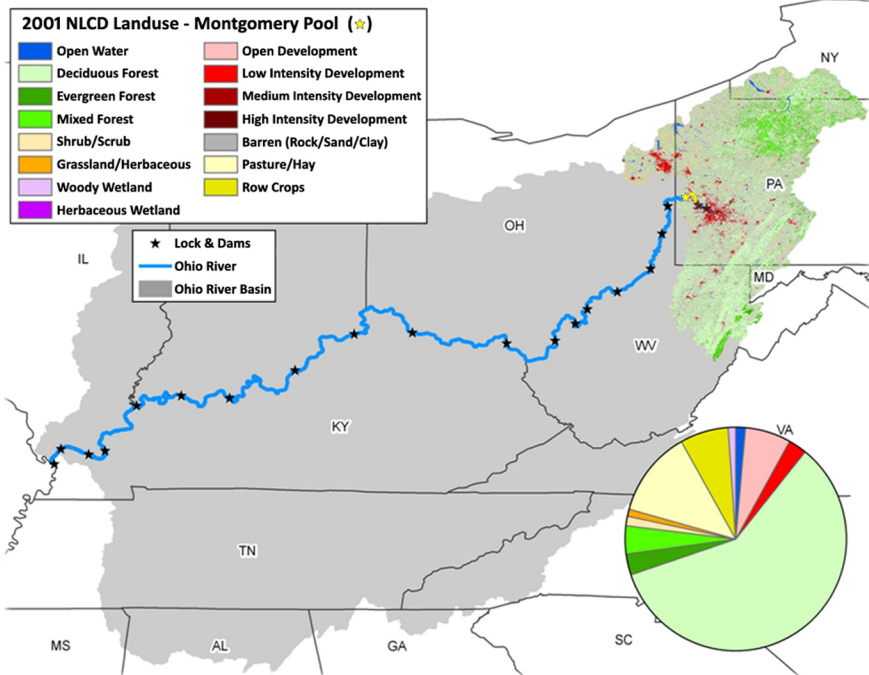 2001 NLCD Landuse - Montgomery Pool (☆)
Open Water
Open Development
Deciduous Forest
Low Intensity Development
Evergreen Forest
Medium Intensity Development
Mixed Forest
High Intensity Development
Shrub/Scrub
Barren (Rock/Sand/Clay)
Grassland/Herbaceous
Pasture/Hay
Woody Wetland
Row Crops
Herbaceous Wetland
Lock & Dams
Ohio River
Ohio River Basin
NY
PA
OH
IL
MD
WV
KY
VA
TN
MS
AL
GA
SC